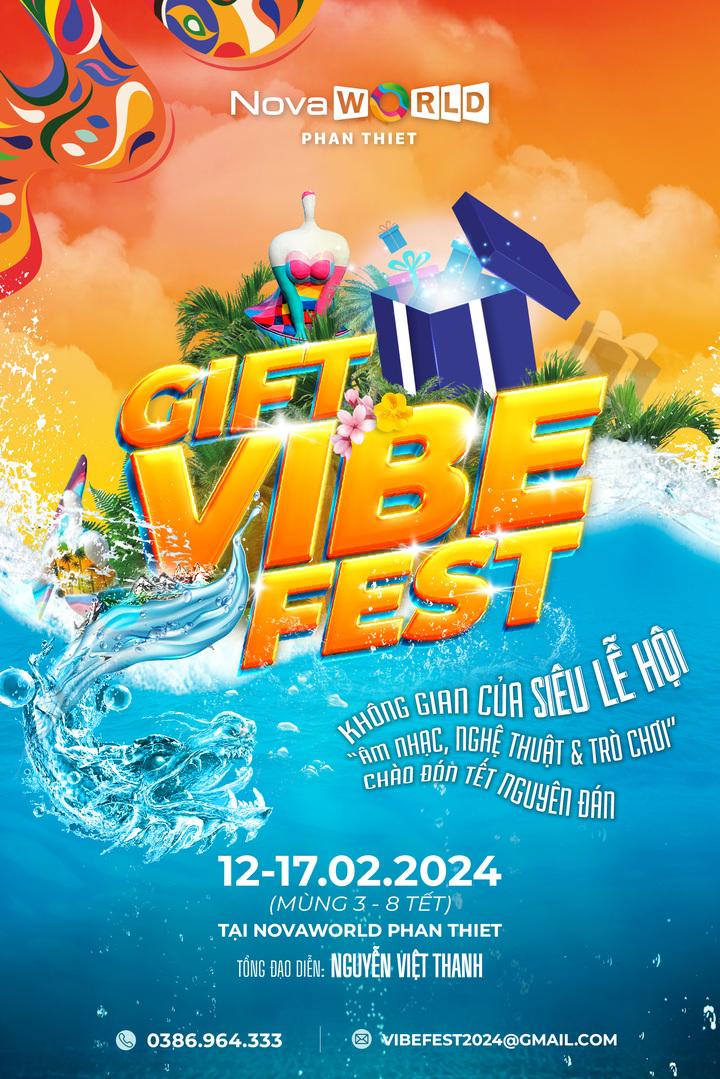 NovaWORLD
PHAN THIET
GIFT
VIBE
FEST
KHÔNG GIAN CỦA SIÊU LỄ HỘI
"ÂM NHẠC, NGHỆ THUẬT & TRÒ CHƠI"
CHÀO ĐÓN TẾT NGUYÊN ĐÁN
12-17.02.2024
(MÙNG 3 - 8 TẾT)
TẠI NOVAWORLD PHAN THIET
TỔNG ĐẠO DIỄN: NGUYỄN VIỆT THANH
0386.964.333
VIBEFEST2024@GMAIL.COM